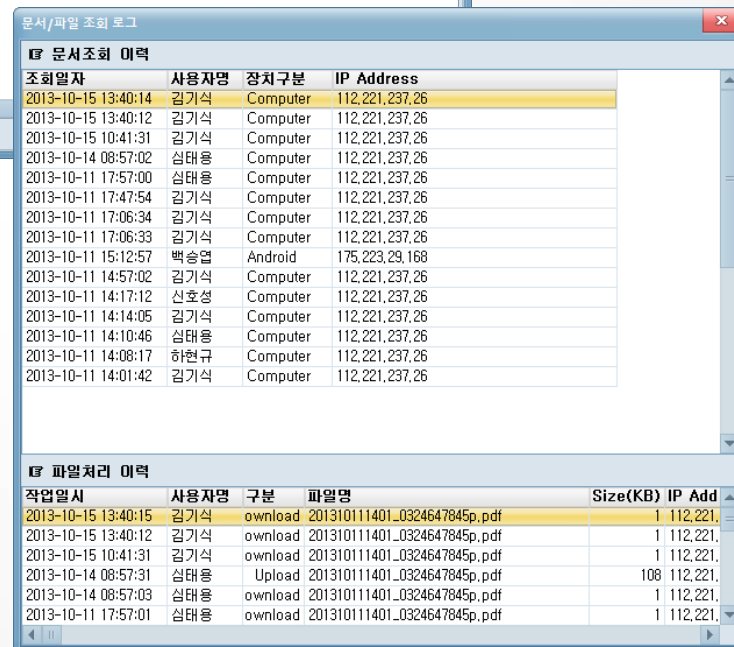 문서/파일 조회 로그
☞ 문서조회 이력
조회일자 사용자명 장치구분 IP Address
2013-10-15 13:40:14 김기식 Computer 112,221,237,26
2013-10-15 13:40:12 김기식 Computer 112,221,237,26
2013-10-15 10:41:31 김기식 Computer 112,221,237,26
2013-10-14 08:57:02 심태용 Computer 112,221,237,26
2013-10-11 17:57:00 심태용 Computer 112,221,237,26
2013-10-11 17:47:54 김기식 Computer 112,221,237,26
2013-10-11 17:06:34 김기식 Computer 112,221,237,26
2013-10-11 17:06:33 김기식 Computer 112,221,237,26
2013-10-11 15:12:57 백승엽 Android 175,223,29,168
2013-10-11 14:57:02 김기식 Computer 112,221,237,26
2013-10-11 14:17:12 신호성 Computer 112,221,237,26
2013-10-11 14:14:05 김기식 Computer 112,221,237,26
2013-10-11 14:10:46 심태용 Computer 112,221,237,26
2013-10-11 14:08:17 하현규 Computer 112,221,237,26
2013-10-11 14:01:42 김기식 Computer 112,221,237,26
☞ 파일처리 이력
작업일시 사용자명 구분 파일명 Size(KB) IP Add
2013-10-15 13:40:15 김기식 ownload 201310111401_0324647845p,pdf 1 112,221,
2013-10-15 13:40:12 김기식 ownload 201310111401_0324647845p,pdf 1 112,221,
2013-10-15 10:41:31 김기식 ownload 201310111401_0324647845p,pdf 1 112,221,
2013-10-14 08:57:31 심태용 Upload 201310111401_0324647845p,pdf 108 112,221,
2013-10-14 08:57:03 심태용 ownload 201310111401_0324647845p,pdf 1 112,221,
2013-10-11 17:57:01 심태용 ownload 201310111401_0324647845p,pdf 1 112,221,